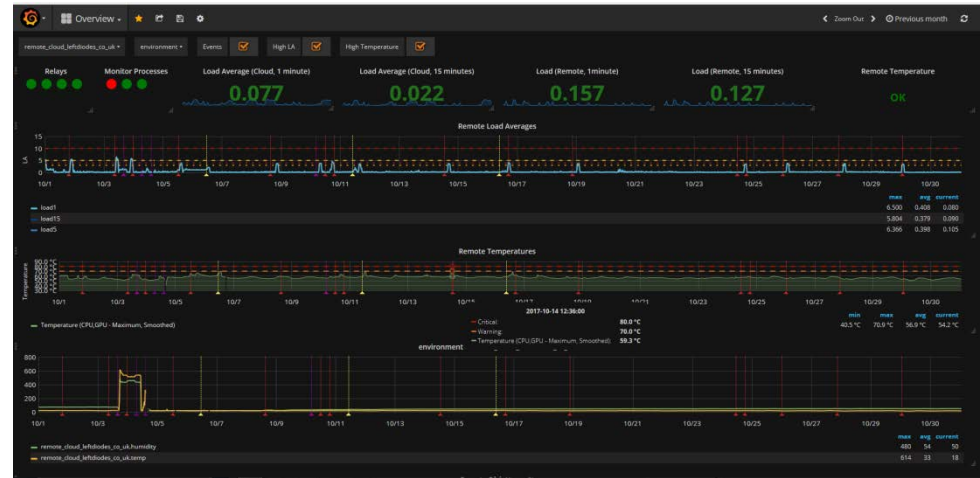 Overview
Zoom Out
Previous month
remote_cloud_leftdiodes_co_uk
environment
Events
High LA
High Temperature
Relays
Monitor Processes
Load Average (Cloud, 1 minute)
Load Average (Cloud, 15 minutes)
Load (Remote, 1minute)
Load (Remote, 15 minutes)
Remote Temperature
0.077
0.022
0.157
0.127
OK
Remote Load Averages
LA
15
10
5
0
10/1 10/3 10/5 10/7 10/9 10/11 10/13 10/15 10/17 10/19 10/21 10/23 10/25 10/27 10/29 10/30
max avg current
load1 6.500 0.408 0.080
load15 5.804 0.379 0.090
load5 6.366 0.398 0.105
Remote Temperatures
Temperature
90.0 °C
30.0 °C
10/1 10/3 10/5 10/7 10/9 10/11 10/13 10/21 10/23 10/25 10/27 10/29 10/30
2017-10-14 12:36:00
Critical: 80.0 °C
Warning: 70.0 °C
Temperature (CPU,GPU - Maximum, Smoothed): 59.3 °C
min max avg current
Temperature (CPU,GPU - Maximum, Smoothed) 40.5 °C 70.9 °C 56.9 °C 54.2 °C
environment
800
600
400
200
0
10/1 10/3 10/5 10/7 10/9 10/11 10/13 10/15 10/17 10/19 10/21 10/23 10/25 10/27 10/29 10/30
max avg current
remote_cloud_leftdiodes_co_uk.humidity 480 54 50
remote_cloud_leftdiodes_co_uk.temp 614 33 18